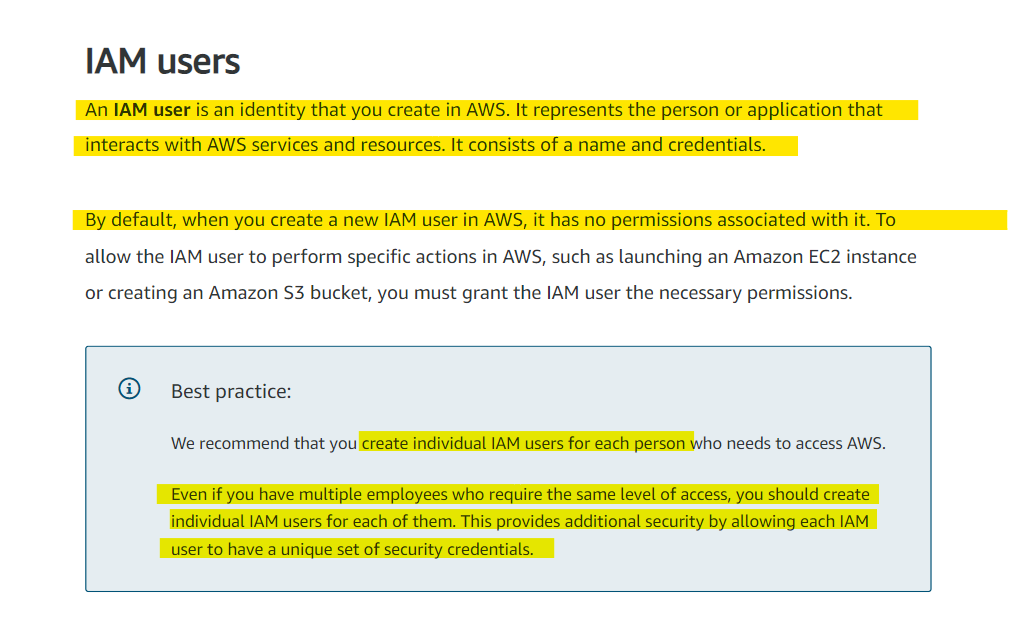 IAM users
An IAM user is an identity that you create in AWS. It represents the person or application that
interacts with AWS services and resources. It consists of a name and credentials.
By default, when you create a new IAM user in AWS, it has no permissions associated with it. To
allow the IAM user to perform specific actions in AWS, such as launching an Amazon EC2 instance
or creating an Amazon S3 bucket, you must grant the IAM user the necessary permissions.
Best practice:
We recommend that you create individual IAM users for each person who needs to access AWS.
Even if you have multiple employees who require the same level of access, you should create
individual IAM users for each of them. This provides additional security by allowing each IAM
user to have a unique set of security credentials.